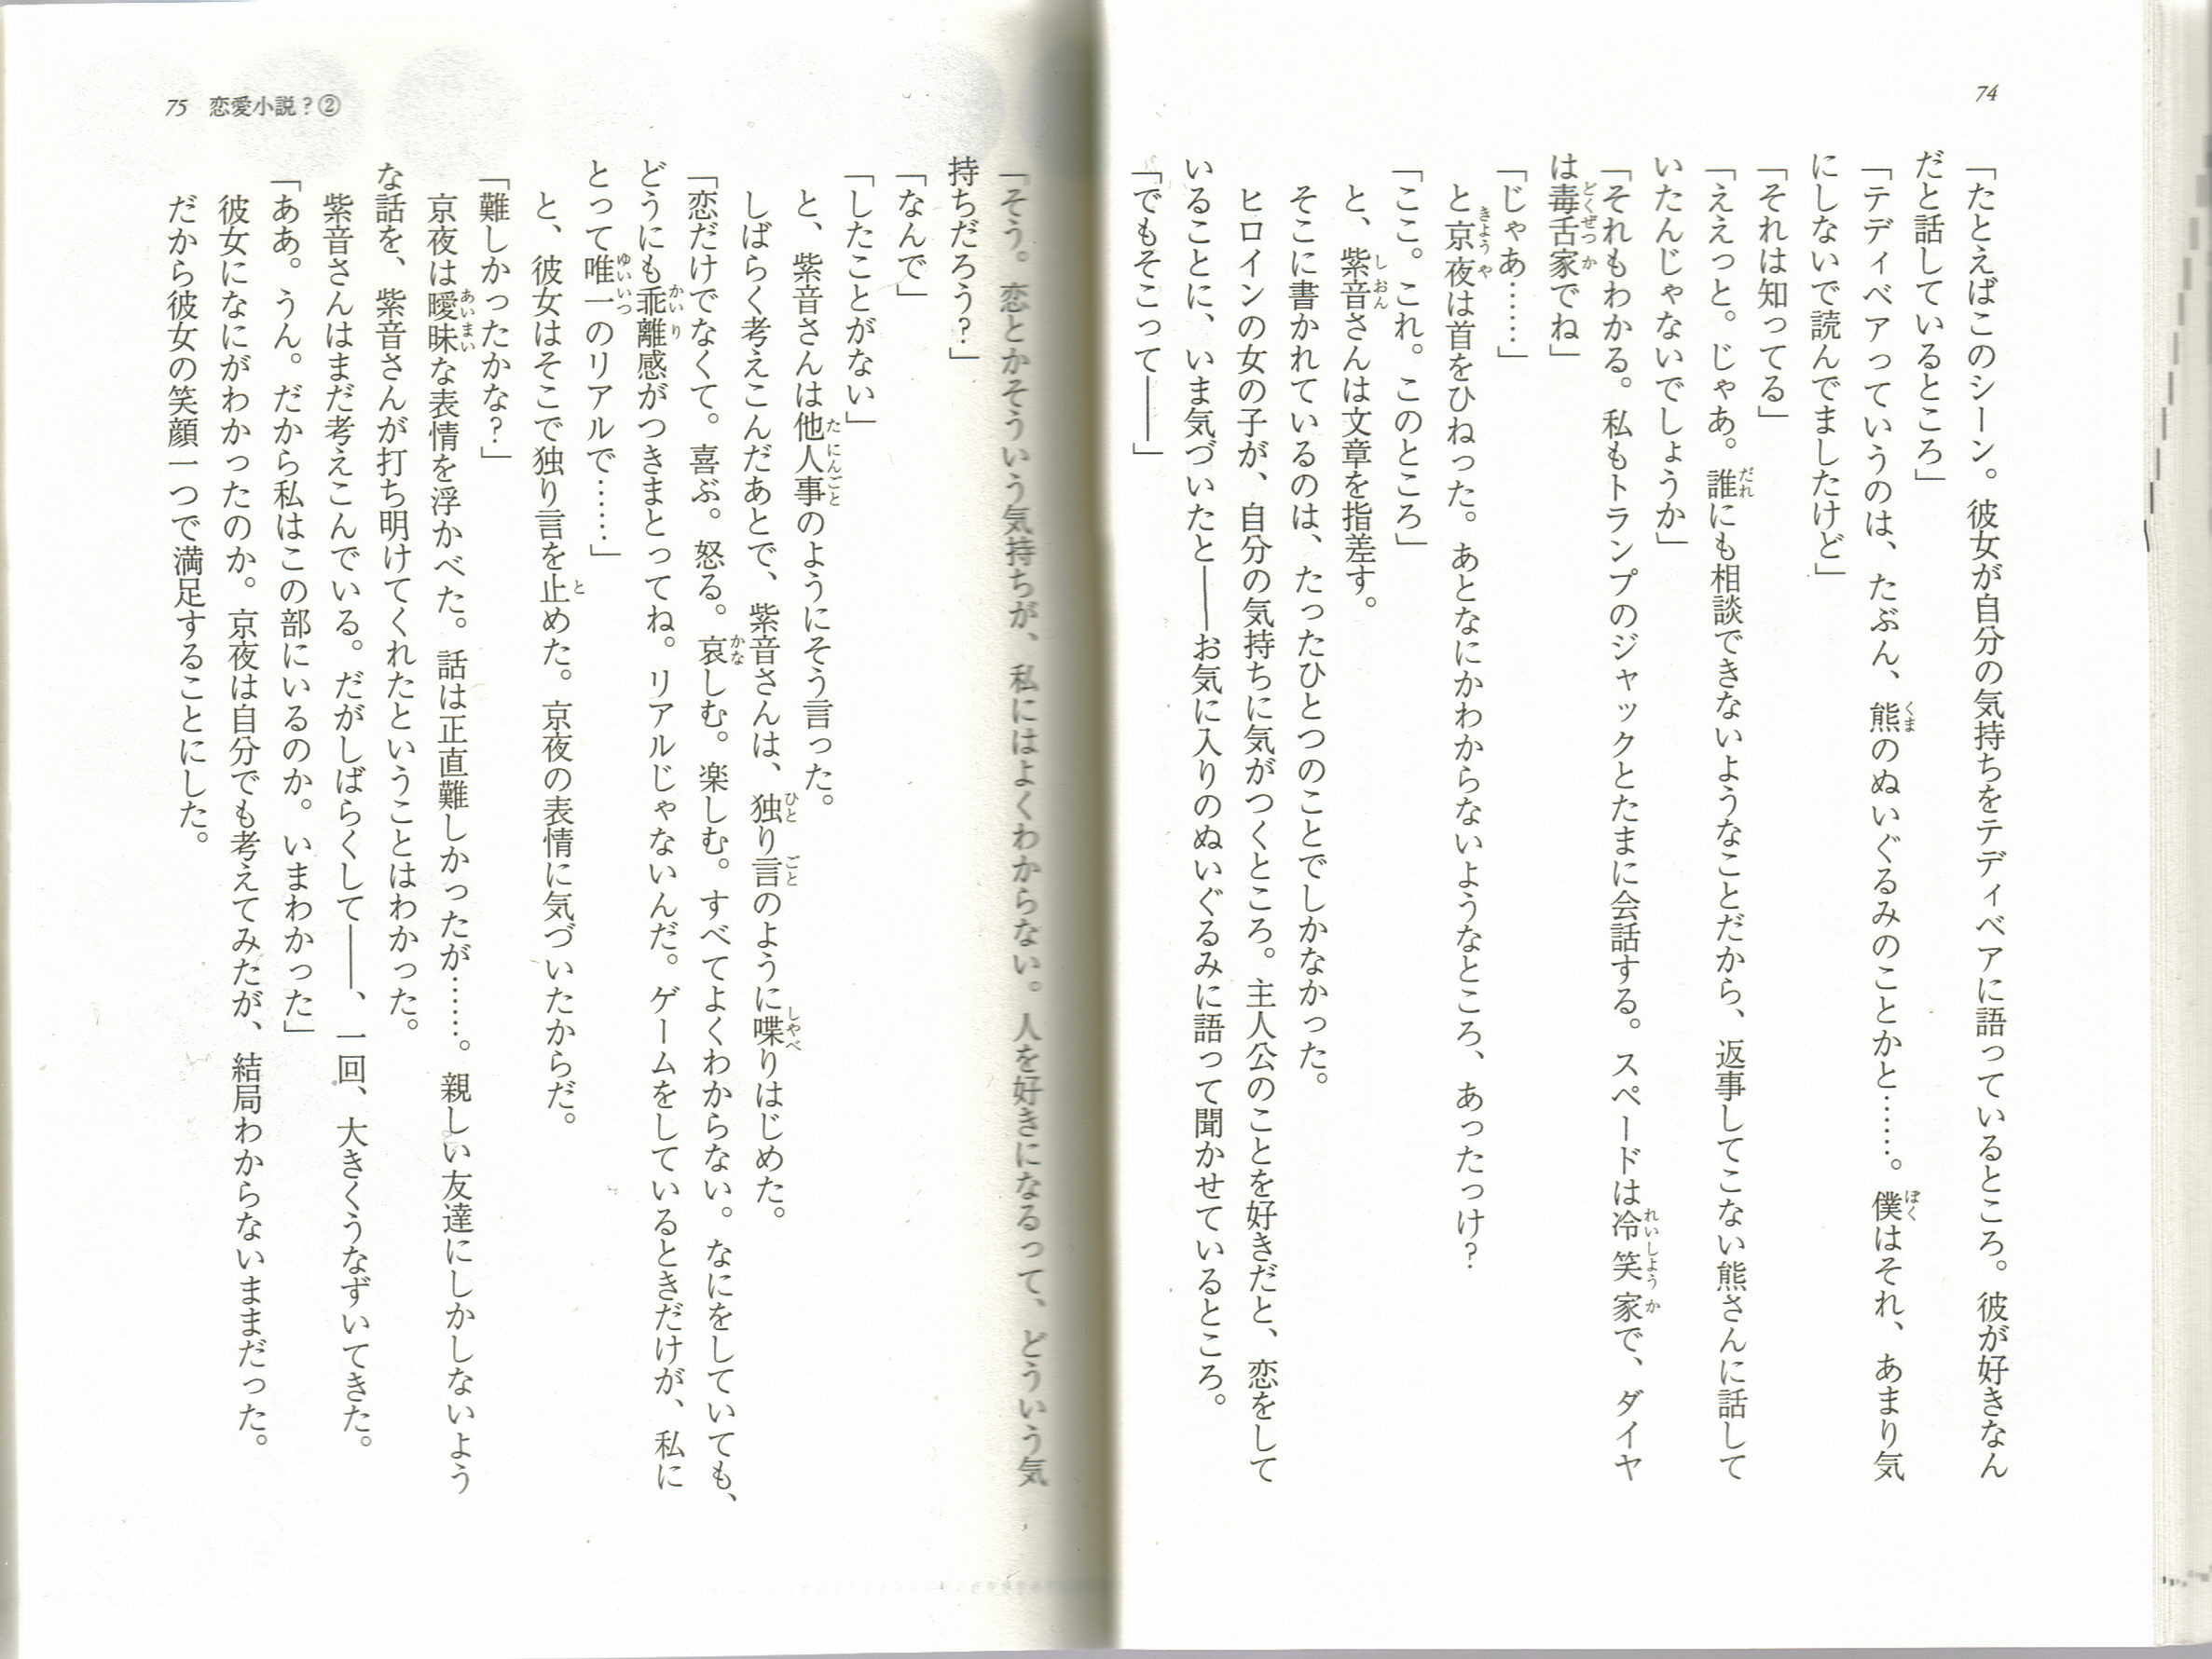 74
「たとえばこのシーン。彼女が自分の気持ちをテディベアに語っているところ。彼が好きなん
だと話しているところ」
「テディベアっていうのは、たぶん、熊のぬいぐるみのことかと……。僕はそれ、あまり気
にしないで読んでましたけど」
「それは知ってる」
「ええっと。じゃあ。誰にも相談できないようなことだから、返事してこない熊さんに話して
いたんじゃないでしょうか」
「それもわかる。私もトランプのジャックとたまに会話する。スペードは冷笑家で、ダイヤ
は毒舌家でね」
「じゃあ……」
と京夜は首をひねった。あとなにかわからないようなところ、あったっけ?
「ここ。これ。このところ」
と、紫音さんは文章を指差す。
そこに書かれているのは、たったひとつのことでしかなかった。
ヒロインの女の子が、自分の気持ちに気がつくところ。主人公のことを好きだと、恋をして
いることに、いま気づいたと――お気に入りのぬいぐるみに語って聞かせているところ。
「でもそこって――」
75 恋愛小説?②
「そう。恋とかそういう気持ちが、私にはよくわからない。人を好きになるって、どういう気
持ちだろう?」
「なんで」
「したことがない」
と、紫音さんは他人事のようにそう言った。
しばらく考えこんだあとで、紫音さんは、独り言のように喋りはじめた。
「恋だけでなくて。喜ぶ。怒る。哀しむ。楽しむ。すべてよくわからない。なにをしていても、
どうにも乖離感がつきまとってね。リアルじゃないんだ。ゲームをしているときだけが、私に
とって唯一のリアルで……」
と、彼女はそこで独り言を止めた。京夜の表情に気づいたからだ。
「難しかったかな?」
京夜は曖昧な表情を浮かべた。話は正直難しかったが……。親しい友達にしかしないよう
な話を、紫音さんが打ち明けてくれたということはわかった。
紫音さんはまだ考えこんでいる。だがしばらくして――、一回、大きくうなずいてきた。
「ああ。うん。だから私はこの部にいるのか。いまわかった」
彼女になにがわかったのか。京夜は自分でも考えてみたが、結局わからないままだった。
だから彼女の笑顔一つで満足することにした。